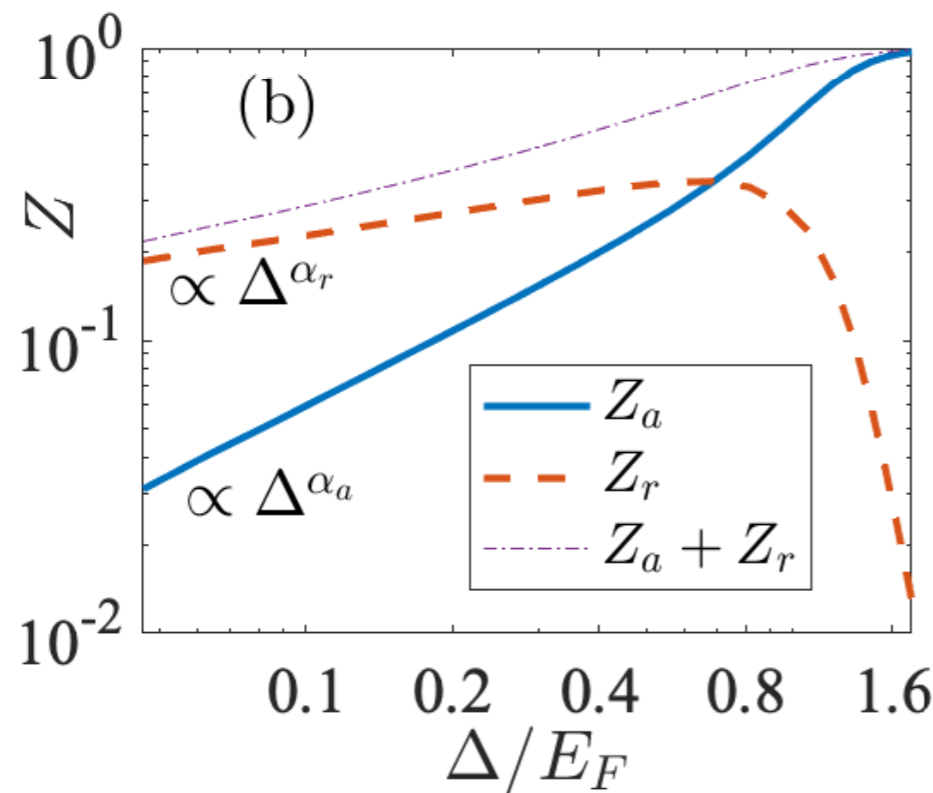 (b)
Z
10^0
10^{-1}
10^{-2}
∝ Δ^{α_r}
∝ Δ^{α_a}
Z_a
Z_r
Z_a + Z_r
0.1 0.2 0.4 0.8 1.6
Δ/E_F